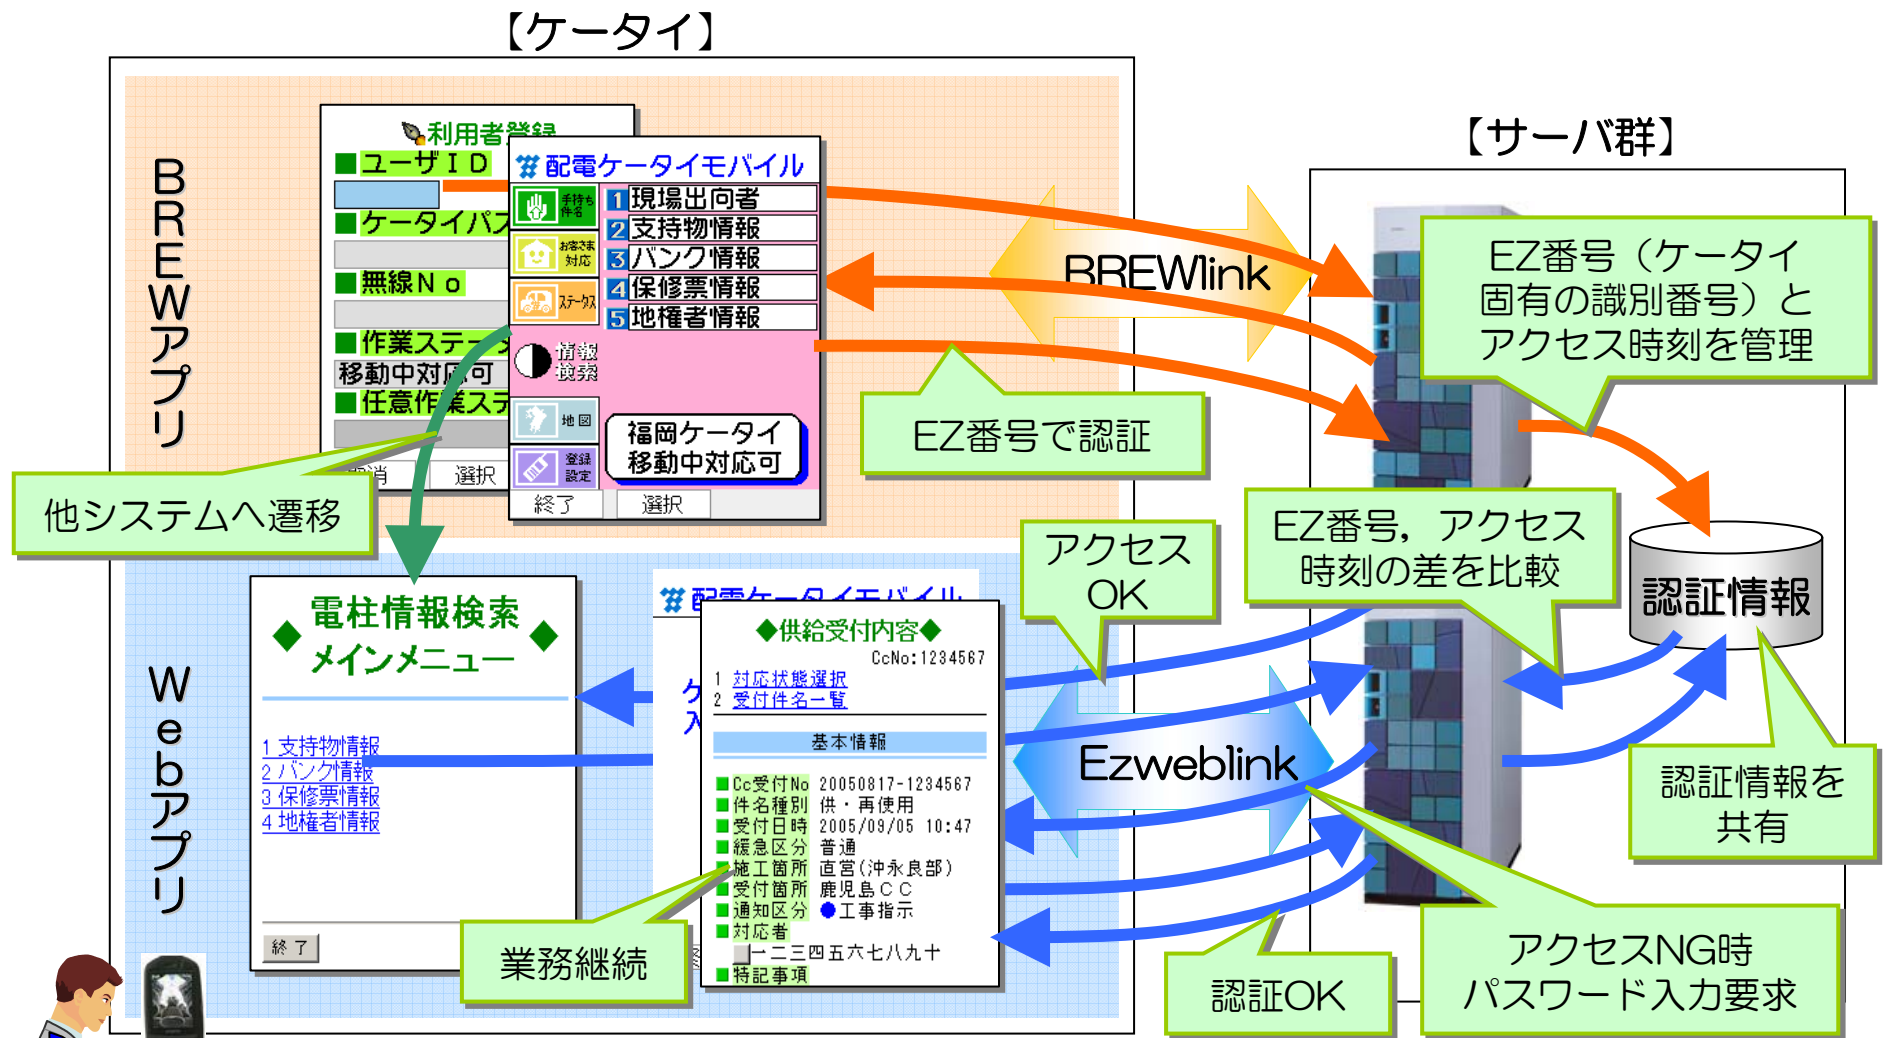 【ケータイ】
【サーバ群】
BREWアプリ
利用者登録
■ユーザID
■ケータイパス
■無線No
■作業ステータ
移動中対応可
■任意作業ステ
選択
配電ケータイモバイル
手持ち
件名
お客さま
対応
ステータス
情報
検索
地図
登録
設定
1現場出向者
2支持物情報
3バンク情報
4保修票情報
5地権者情報
福岡ケータイ
移動中対応可
終了
選択
BREWlink
EZ番号(ケータイ
固有の識別番号)と
アクセス時刻を管理
EZ番号で認証
他システムへ遷移
EZ番号,アクセス
時刻の差を比較
アクセス
OK
認証情報
Webアプリ
◆電柱情報検索
メインメニュー◆
1 支持物情報
2 バンク情報
3 保修票情報
4 地権者情報
終了
配電ケータイモバイル
◆供給受付内容◆
CcNo:1234567
1 対応状態選択
2 受付件名一覧
基本情報
■Cc受付No 20050817-1234567
■件名種別 供・再使用
■受付日時 2005/09/05 10:47
■緩急区分 普通
■施工箇所 直営(沖永良部)
■受付箇所 鹿児島CC
■通知区分 ●工事指示
■対応者
一二三四五六七八九十
■特記事項
Ezweblink
認証情報を
共有
業務継続
認証OK
アクセスNG時
パスワード入力要求